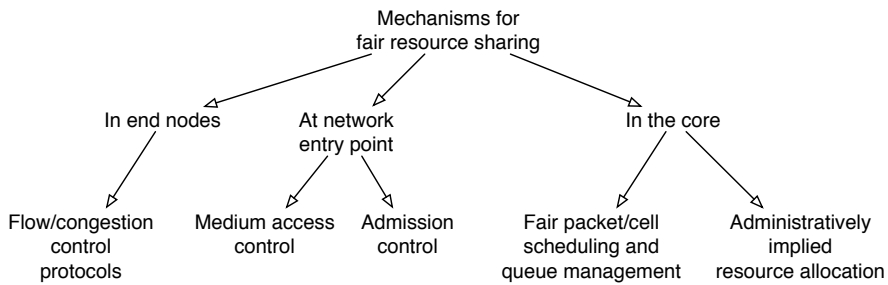 Mechanisms for
fair resource sharing
In end nodes
At network
entry point
In the core
Flow/congestion
control
protocols
Medium access
control
Admission
control
Fair packet/cell
scheduling and
queue management
Administratively
implied
resource allocation